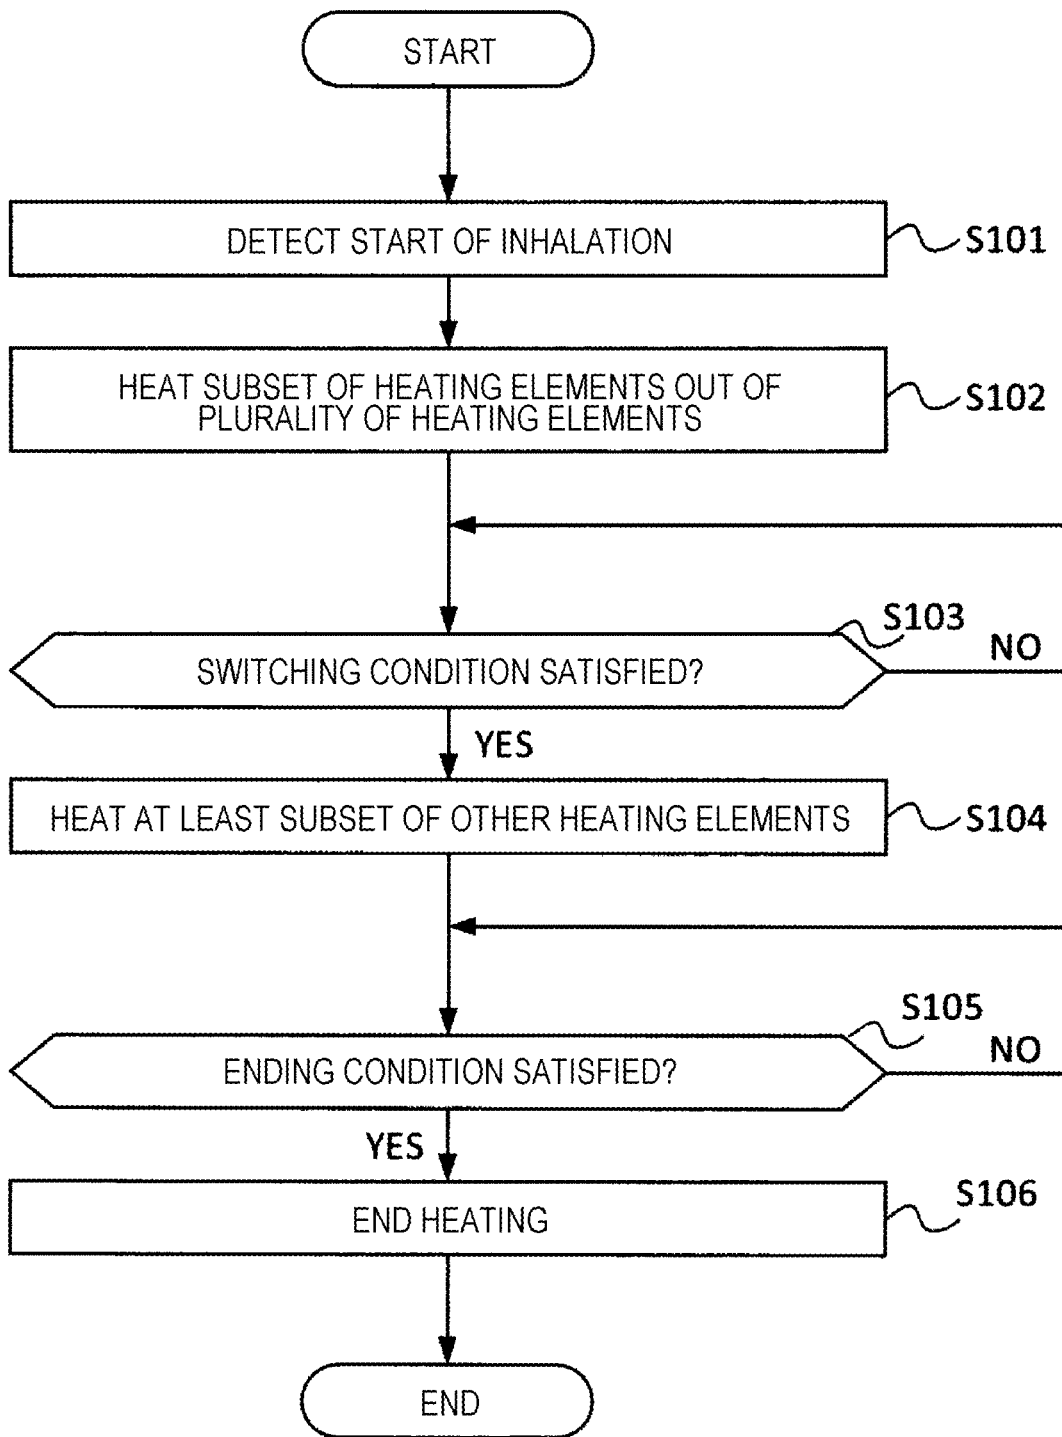 START
DETECT START OF INHALATION
S101
HEAT SUBSET OF HEATING ELEMENTS OUT OF
PLURALITY OF HEATING ELEMENTS
S102
S103
SWITCHING CONDITION SATISFIED?
NO
YES
HEAT AT LEAST SUBSET OF OTHER HEATING ELEMENTS
S104
S105
ENDING CONDITION SATISFIED?
NO
YES
END HEATING
S106
END